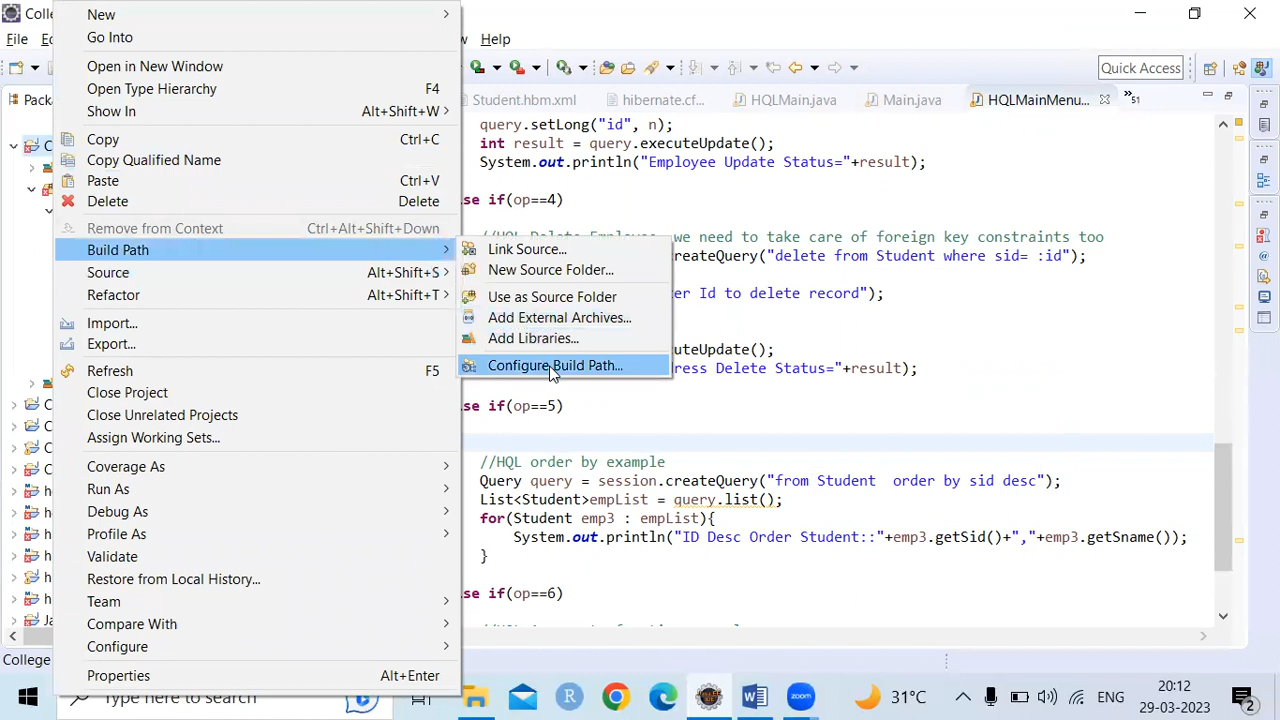 Colle
New
Go Into
Open in New Window
Open Type Hierarchy F4
Show In Alt+Shift+W
Copy Ctrl+C
Copy Qualified Name
Paste Ctrl+V
Delete Delete
Remove from Context Ctrl+Alt+Shift+Down
Build Path
Source Alt+Shift+S
Refactor Alt+Shift+T
Import...
Export...
Refresh F5
Close Project
Close Unrelated Projects
Assign Working Sets...
Coverage As
Run As
Debug As
Profile As
Validate
Restore from Local History...
Team
Compare With
Configure
Properties Alt+Enter
Link Source...
New Source Folder...
Use as Source Folder
Add External Archives...
Add Libraries...
Configure Build Path...
File Help
Quick Access
Pack
Student.hbm.xml hibernate.cf... HQLMain.java Main.java HQLMainMenu... »51
query.setLong("id", n);
int result = query.executeUpdate();
System.out.println("Employee Update Status="+result);
lse if(op==4)
//HQL Delete Employee, we need to take care of foreign key constraints too
createQuery("delete from Student where sid= :id");
er Id to delete record");
cuteUpdate();
ress Delete Status="+result);
lse if(op==5)
//HQL order by example
Query query = session.createQuery("from Student order by sid desc");
List<Student>empList = query.list();
for(Student emp3 : empList){
System.out.println("ID Desc Order Student::"+emp3.getSid()+","+emp3.getSname());
}
lse if(op==6)
College
Type here to search
31°C ENG 20:12
29-03-2023 2
R
W
zoom